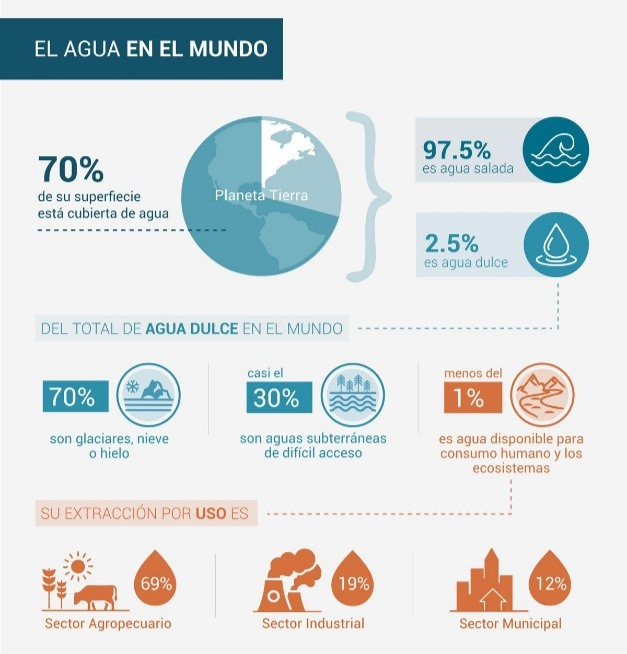 EL AGUA EN EL MUNDO
70%
de su superfiecie
está cubierta de agua
Planeta Tierra
97.5%
es agua salada
2.5%
es agua dulce
DEL TOTAL DE AGUA DULCE EN EL MUNDO
70%
son glaciares, nieve
o hielo
casi el
30%
son aguas subterráneas
de difícil acceso
menos del
1%
es agua disponible para
consumo humano y los
ecosistemas
SU EXTRACCIÓN POR USO ES
69%
Sector Agropecuario
19%
Sector Industrial
12%
Sector Municipal